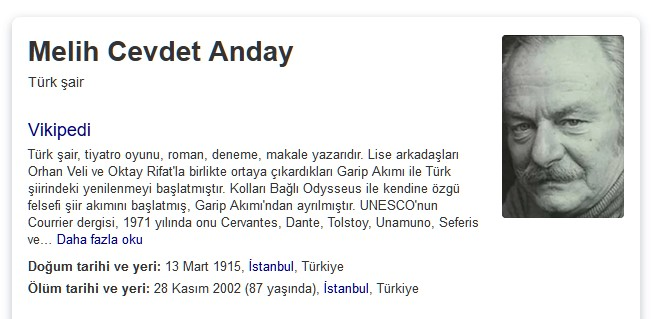 Melih Cevdet Anday
Türk şair
Vikipedi
Türk şair, tiyatro oyunu, roman, deneme, makale yazarıdır. Lise arkadaşları
Orhan Veli ve Oktay Rifat'la birlikte ortaya çıkardıkları Garip Akımı ile Türk
şiirindeki yenilenmeyi başlatmıştır. Kolları Bağlı Odysseus ile kendine özgü
felsefi şiir akımını başlatmış, Garip Akımı'ndan ayrılmıştır. UNESCO'nun
Courrier dergisi, 1971 yılında onu Cervantes, Dante, Tolstoy, Unamuno, Seferis
ve... Daha fazla oku
Doğum tarihi ve yeri: 13 Mart 1915, İstanbul, Türkiye
Ölüm tarihi ve yeri: 28 Kasım 2002 (87 yaşında), İstanbul, Türkiye